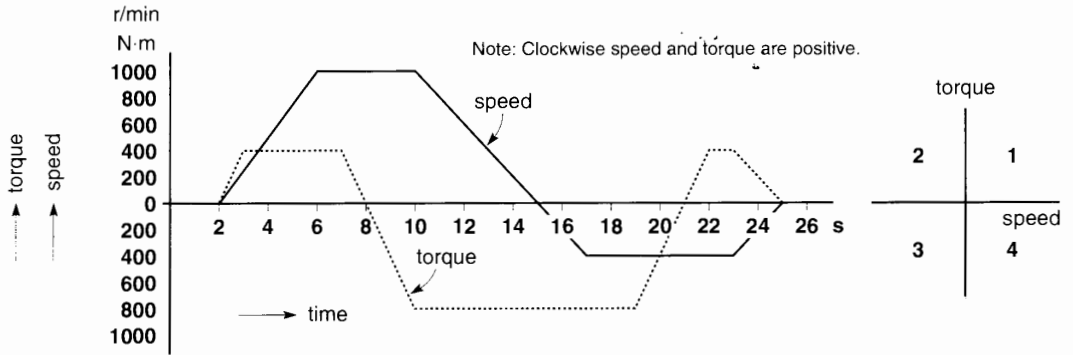 r/min
N·m
Note: Clockwise speed and torque are positive.
1000
800
600
400
200
0
200
400
600
800
1000
torque
speed
speed
torque
time
2 4 6 8 10 12 14 16 18 20 22 24 26 s
torque
2 1
speed
3 4